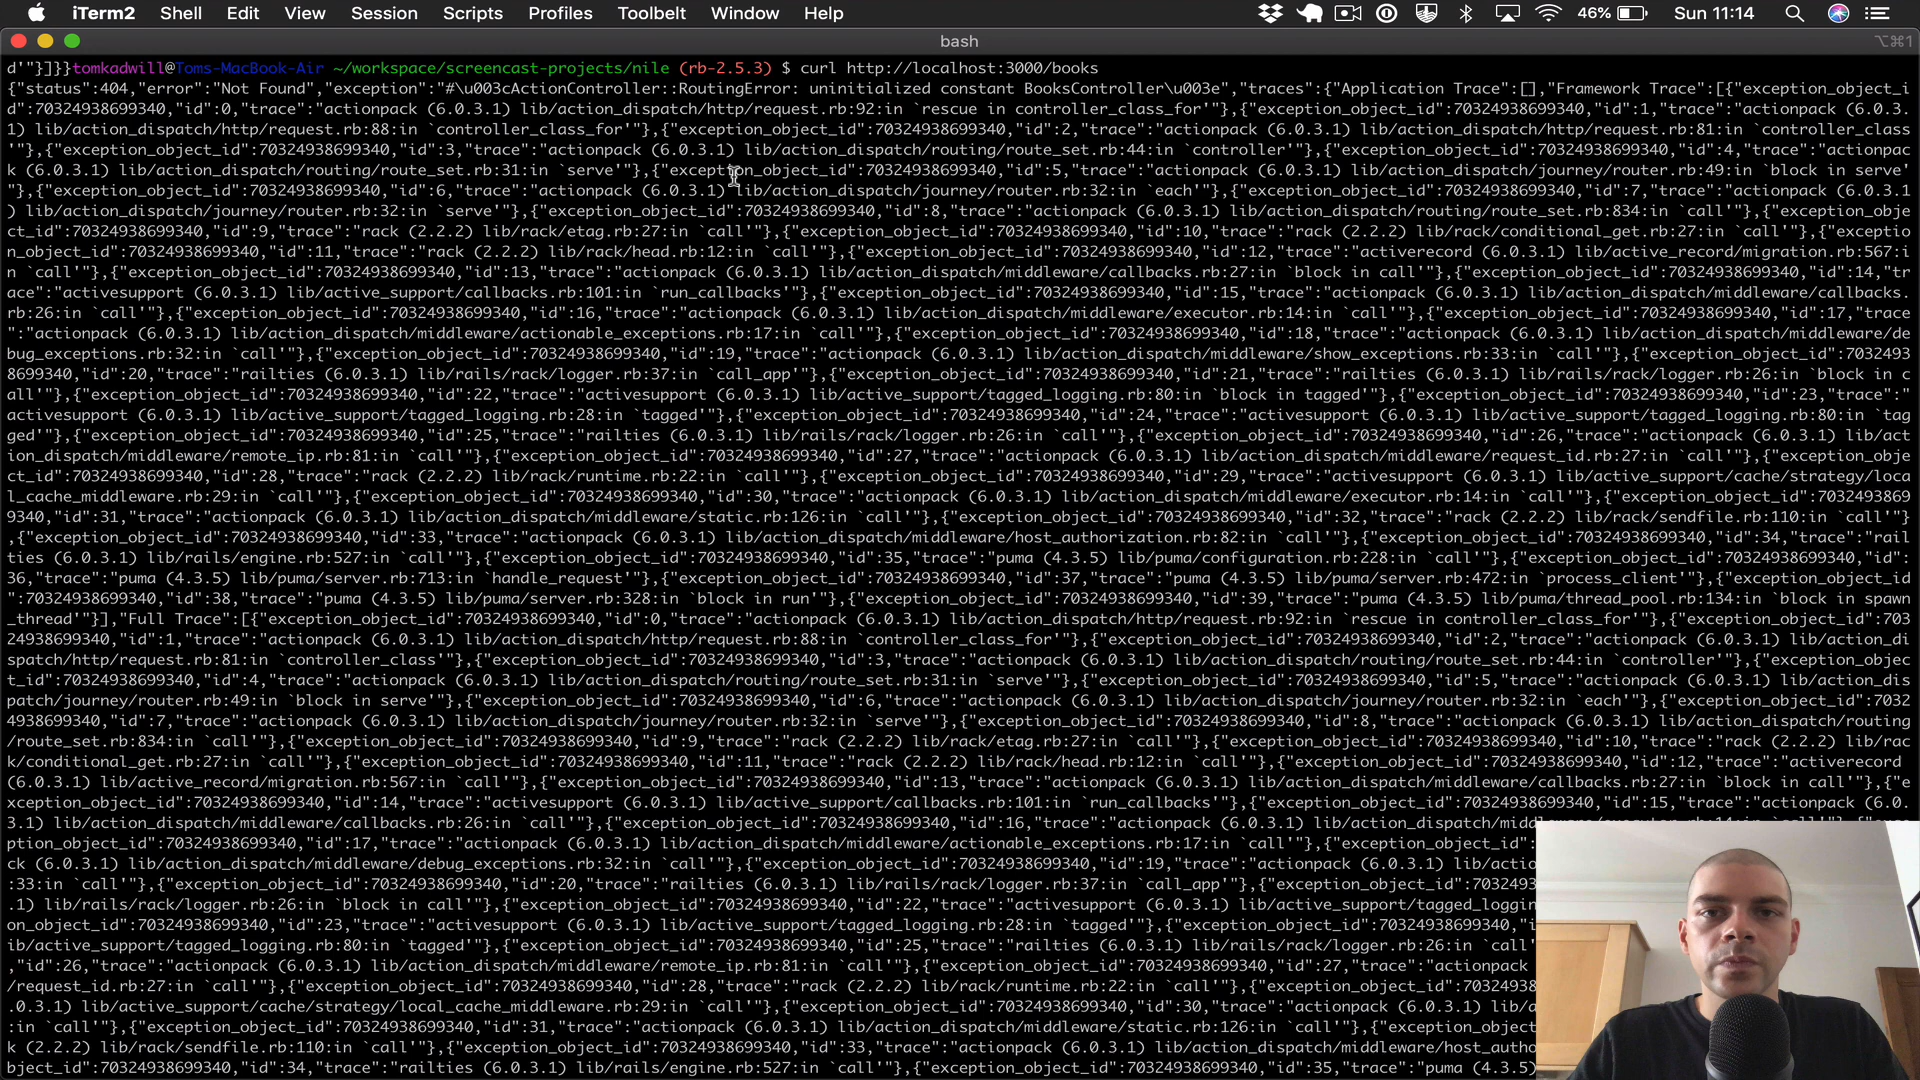 iTerm2 Shell Edit View Session Scripts Profiles Toolbelt Window Help 46% Sun 11:14
bash ⌥⌘1
d'"}]}}tomkadwill@Toms-MacBook-Air ~/workspace/screencast-projects/nile (rb-2.5.3) $ curl http://localhost:3000/books
{"status":404,"error":"Not Found","exception":"#\u003cActionController::RoutingError: uninitialized constant BooksController\u003e","traces":{"Application Trace":[],"Framework Trace":[{"exception_object_i
d":70324938699340,"id":0,"trace":"actionpack (6.0.3.1) lib/action_dispatch/http/request.rb:92:in `rescue in controller_class_for'"},{"exception_object_id":70324938699340,"id":1,"trace":"actionpack (6.0.3.
1) lib/action_dispatch/http/request.rb:88:in `controller_class_for'"},{"exception_object_id":70324938699340,"id":2,"trace":"actionpack (6.0.3.1) lib/action_dispatch/http/request.rb:81:in `controller_class
'"},{"exception_object_id":70324938699340,"id":3,"trace":"actionpack (6.0.3.1) lib/action_dispatch/routing/route_set.rb:44:in `controller'"},{"exception_object_id":70324938699340,"id":4,"trace":"actionpac
k (6.0.3.1) lib/action_dispatch/routing/route_set.rb:31:in `serve'"},{"exception_object_id":70324938699340,"id":5,"trace":"actionpack (6.0.3.1) lib/action_dispatch/journey/router.rb:49:in `block in serve'
"},{"exception_object_id":70324938699340,"id":6,"trace":"actionpack (6.0.3.1) lib/action_dispatch/journey/router.rb:32:in `each'"},{"exception_object_id":70324938699340,"id":7,"trace":"actionpack (6.0.3.1
) lib/action_dispatch/journey/router.rb:32:in `serve'"},{"exception_object_id":70324938699340,"id":8,"trace":"actionpack (6.0.3.1) lib/action_dispatch/routing/route_set.rb:834:in `call'"},{"exception_obje
ct_id":70324938699340,"id":9,"trace":"rack (2.2.2) lib/rack/etag.rb:27:in `call'"},{"exception_object_id":70324938699340,"id":10,"trace":"rack (2.2.2) lib/rack/conditional_get.rb:27:in `call'"},{"exceptio
n_object_id":70324938699340,"id":11,"trace":"rack (2.2.2) lib/rack/head.rb:12:in `call'"},{"exception_object_id":70324938699340,"id":12,"trace":"activerecord (6.0.3.1) lib/active_record/migration.rb:567:i
n `call'"},{"exception_object_id":70324938699340,"id":13,"trace":"actionpack (6.0.3.1) lib/action_dispatch/middleware/callbacks.rb:27:in `block in call'"},{"exception_object_id":70324938699340,"id":14,"tr
ace":"activesupport (6.0.3.1) lib/active_support/callbacks.rb:101:in `run_callbacks'"},{"exception_object_id":70324938699340,"id":15,"trace":"actionpack (6.0.3.1) lib/action_dispatch/middleware/callbacks.
rb:26:in `call'"},{"exception_object_id":70324938699340,"id":16,"trace":"actionpack (6.0.3.1) lib/action_dispatch/middleware/executor.rb:14:in `call'"},{"exception_object_id":70324938699340,"id":17,"trace
":"actionpack (6.0.3.1) lib/action_dispatch/middleware/actionable_exceptions.rb:17:in `call'"},{"exception_object_id":70324938699340,"id":18,"trace":"actionpack (6.0.3.1) lib/action_dispatch/middleware/de
bug_exceptions.rb:32:in `call'"},{"exception_object_id":70324938699340,"id":19,"trace":"actionpack (6.0.3.1) lib/action_dispatch/middleware/show_exceptions.rb:33:in `call'"},{"exception_object_id":7032493
8699340,"id":20,"trace":"railties (6.0.3.1) lib/rails/rack/logger.rb:37:in `call_app'"},{"exception_object_id":70324938699340,"id":21,"trace":"railties (6.0.3.1) lib/rails/rack/logger.rb:26:in `block in c
all'"},{"exception_object_id":70324938699340,"id":22,"trace":"activesupport (6.0.3.1) lib/active_support/tagged_logging.rb:80:in `block in tagged'"},{"exception_object_id":70324938699340,"id":23,"trace":"
activesupport (6.0.3.1) lib/active_support/tagged_logging.rb:28:in `tagged'"},{"exception_object_id":70324938699340,"id":24,"trace":"activesupport (6.0.3.1) lib/active_support/tagged_logging.rb:80:in `tag
ged'"},{"exception_object_id":70324938699340,"id":25,"trace":"railties (6.0.3.1) lib/rails/rack/logger.rb:26:in `call'"},{"exception_object_id":70324938699340,"id":26,"trace":"actionpack (6.0.3.1) lib/act
ion_dispatch/middleware/remote_ip.rb:81:in `call'"},{"exception_object_id":70324938699340,"id":27,"trace":"actionpack (6.0.3.1) lib/action_dispatch/middleware/request_id.rb:27:in `call'"},{"exception_obje
ct_id":70324938699340,"id":28,"trace":"rack (2.2.2) lib/rack/runtime.rb:22:in `call'"},{"exception_object_id":70324938699340,"id":29,"trace":"activesupport (6.0.3.1) lib/active_support/cache/strategy/loca
l_cache_middleware.rb:29:in `call'"},{"exception_object_id":70324938699340,"id":30,"trace":"actionpack (6.0.3.1) lib/action_dispatch/middleware/executor.rb:14:in `call'"},{"exception_object_id":7032493869
9340,"id":31,"trace":"actionpack (6.0.3.1) lib/action_dispatch/middleware/static.rb:126:in `call'"},{"exception_object_id":70324938699340,"id":32,"trace":"rack (2.2.2) lib/rack/sendfile.rb:110:in `call'"}
,{"exception_object_id":70324938699340,"id":33,"trace":"actionpack (6.0.3.1) lib/action_dispatch/middleware/host_authorization.rb:82:in `call'"},{"exception_object_id":70324938699340,"id":34,"trace":"rail
ties (6.0.3.1) lib/rails/engine.rb:527:in `call'"},{"exception_object_id":70324938699340,"id":35,"trace":"puma (4.3.5) lib/puma/configuration.rb:228:in `call'"},{"exception_object_id":70324938699340,"id":
36,"trace":"puma (4.3.5) lib/puma/server.rb:713:in `handle_request'"},{"exception_object_id":70324938699340,"id":37,"trace":"puma (4.3.5) lib/puma/server.rb:472:in `process_client'"},{"exception_object_id
":70324938699340,"id":38,"trace":"puma (4.3.5) lib/puma/server.rb:328:in `block in run'"},{"exception_object_id":70324938699340,"id":39,"trace":"puma (4.3.5) lib/puma/thread_pool.rb:134:in `block in spawn
_thread'"}],"Full Trace":[{"exception_object_id":70324938699340,"id":0,"trace":"actionpack (6.0.3.1) lib/action_dispatch/http/request.rb:92:in `rescue in controller_class_for'"},{"exception_object_id":703
24938699340,"id":1,"trace":"actionpack (6.0.3.1) lib/action_dispatch/http/request.rb:88:in `controller_class_for'"},{"exception_object_id":70324938699340,"id":2,"trace":"actionpack (6.0.3.1) lib/action_di
spatch/http/request.rb:81:in `controller_class'"},{"exception_object_id":70324938699340,"id":3,"trace":"actionpack (6.0.3.1) lib/action_dispatch/routing/route_set.rb:44:in `controller'"},{"exception_objec
t_id":70324938699340,"id":4,"trace":"actionpack (6.0.3.1) lib/action_dispatch/routing/route_set.rb:31:in `serve'"},{"exception_object_id":70324938699340,"id":5,"trace":"actionpack (6.0.3.1) lib/action_dis
patch/journey/router.rb:49:in `block in serve'"},{"exception_object_id":70324938699340,"id":6,"trace":"actionpack (6.0.3.1) lib/action_dispatch/journey/router.rb:32:in `each'"},{"exception_object_id":7032
4938699340,"id":7,"trace":"actionpack (6.0.3.1) lib/action_dispatch/journey/router.rb:32:in `serve'"},{"exception_object_id":70324938699340,"id":8,"trace":"actionpack (6.0.3.1) lib/action_dispatch/routing
/route_set.rb:834:in `call'"},{"exception_object_id":70324938699340,"id":9,"trace":"rack (2.2.2) lib/rack/etag.rb:27:in `call'"},{"exception_object_id":70324938699340,"id":10,"trace":"rack (2.2.2) lib/rac
k/conditional_get.rb:27:in `call'"},{"exception_object_id":70324938699340,"id":11,"trace":"rack (2.2.2) lib/rack/head.rb:12:in `call'"},{"exception_object_id":70324938699340,"id":12,"trace":"activerecord
(6.0.3.1) lib/active_record/migration.rb:567:in `call'"},{"exception_object_id":70324938699340,"id":13,"trace":"actionpack (6.0.3.1) lib/action_dispatch/middleware/callbacks.rb:27:in `block in call'"},{"e
xception_object_id":70324938699340,"id":14,"trace":"activesupport (6.0.3.1) lib/active_support/callbacks.rb:101:in `run_callbacks'"},{"exception_object_id":70324938699340,"id":15,"trace":"actionpack (6.0.
3.1) lib/action_dispatch/middleware/callbacks.rb:26:in `call'"},{"exception_object_id":70324938699340,"id":16,"trace":"actionpack (6.0.3.1) lib/action_dispatch/mid
ption_object_id":70324938699340,"id":17,"trace":"actionpack (6.0.3.1) lib/action_dispatch/middleware/actionable_exceptions.rb:17:in `call'"},{"exception_object_id":
ck (6.0.3.1) lib/action_dispatch/middleware/debug_exceptions.rb:32:in `call'"},{"exception_object_id":70324938699340,"id":19,"trace":"actionpack (6.0.3.1) lib/actio
:33:in `call'"},{"exception_object_id":70324938699340,"id":20,"trace":"railties (6.0.3.1) lib/rails/rack/logger.rb:37:in `call_app'"},{"exception_object_id":7032493
.1) lib/rails/rack/logger.rb:26:in `block in call'"},{"exception_object_id":70324938699340,"id":22,"trace":"activesupport (6.0.3.1) lib/active_support/tagged_loggin
on_object_id":70324938699340,"id":23,"trace":"activesupport (6.0.3.1) lib/active_support/tagged_logging.rb:28:in `tagged'"},{"exception_object_id":70324938699340,"i
ib/active_support/tagged_logging.rb:80:in `tagged'"},{"exception_object_id":70324938699340,"id":25,"trace":"railties (6.0.3.1) lib/rails/rack/logger.rb:26:in `call'
,"id":26,"trace":"actionpack (6.0.3.1) lib/action_dispatch/middleware/remote_ip.rb:81:in `call'"},{"exception_object_id":70324938699340,"id":27,"trace":"actionpack
/request_id.rb:27:in `call'"},{"exception_object_id":70324938699340,"id":28,"trace":"rack (2.2.2) lib/rack/runtime.rb:22:in `call'"},{"exception_object_id":70324938
.0.3.1) lib/active_support/cache/strategy/local_cache_middleware.rb:29:in `call'"},{"exception_object_id":70324938699340,"id":30,"trace":"actionpack (6.0.3.1) lib/a
:in `call'"},{"exception_object_id":70324938699340,"id":31,"trace":"actionpack (6.0.3.1) lib/action_dispatch/middleware/static.rb:126:in `call'"},{"exception_object
k (2.2.2) lib/rack/sendfile.rb:110:in `call'"},{"exception_object_id":70324938699340,"id":33,"trace":"actionpack (6.0.3.1) lib/action_dispatch/middleware/host_autho
bject_id":70324938699340,"id":34,"trace":"railties (6.0.3.1) lib/rails/engine.rb:527:in `call'"},{"exception_object_id":70324938699340,"id":35,"trace":"puma (4.3.5)